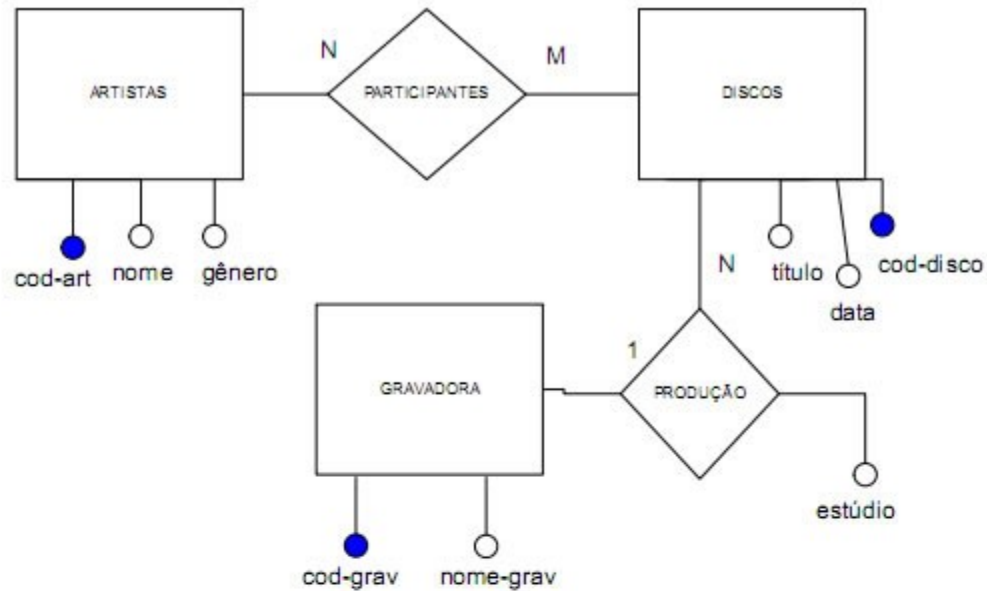 N
M
ARTISTAS
PARTICIPANTES
DISCOS
cod-art
nome
gênero
N
título
cod-disco
data
1
GRAVADORA
PRODUÇÃO
estúdio
cod-grav
nome-grav